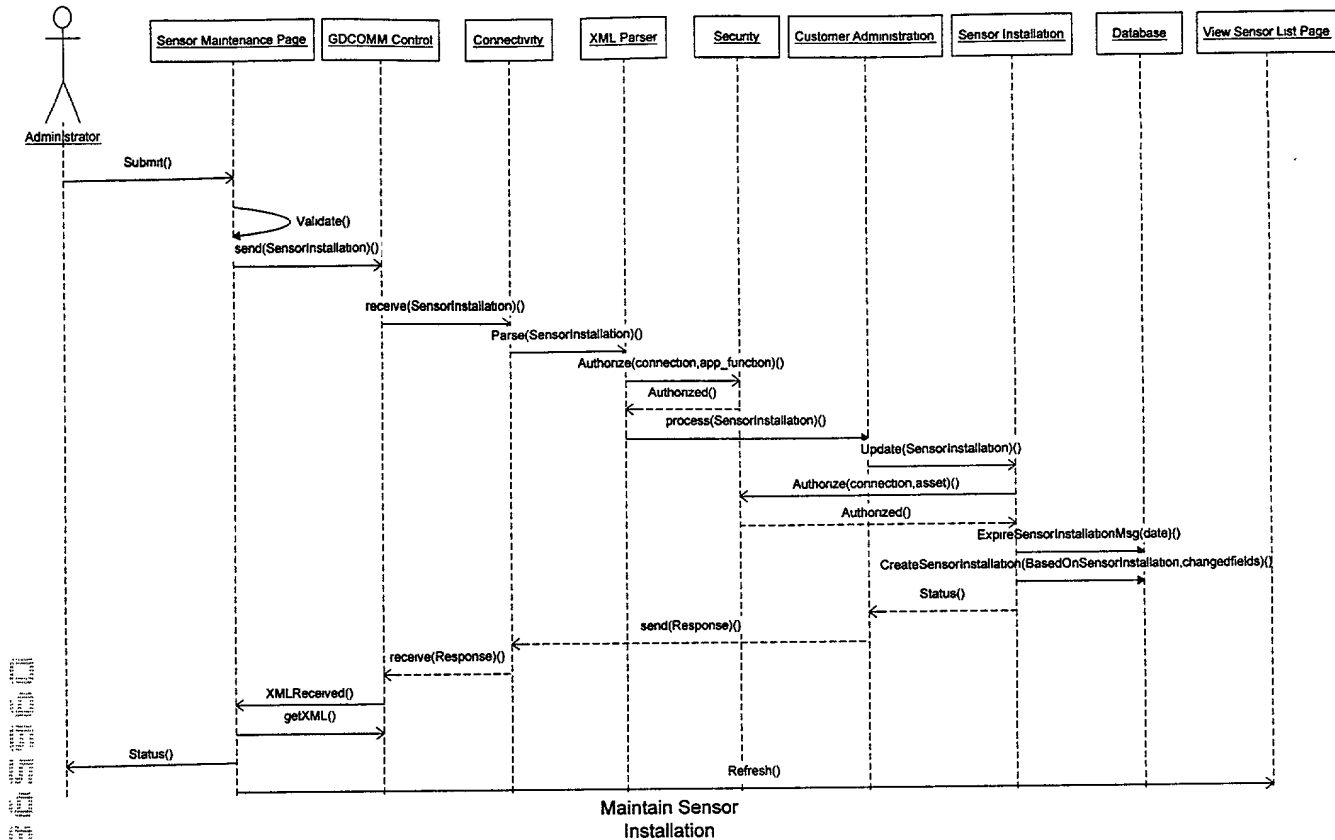 Sensor Maintenance Page
GDCOMM Control
Connectivity
XML Parser
Security
Customer Administration
Sensor Installation
Database
View Sensor List Page
Administrator
Submit()
Validate()
send(SensorInstallation)()
receive(SensorInstallation)()
Parse(SensorInstallation)()
Authorize(connection,app_function)()
Authorized()
process(SensorInstallation)()
Update(SensorInstallation)()
Authorize(connection,asset)()
Authorized()
ExpireSensorInstallationMsg(date)()
CreateSensorInstallation(BasedOnSensorInstallation,changedfields)()
Status()
send(Response)()
receive(Response)()
XMLReceived()
getXML()
Status()
Refresh()
Maintain Sensor
Installation